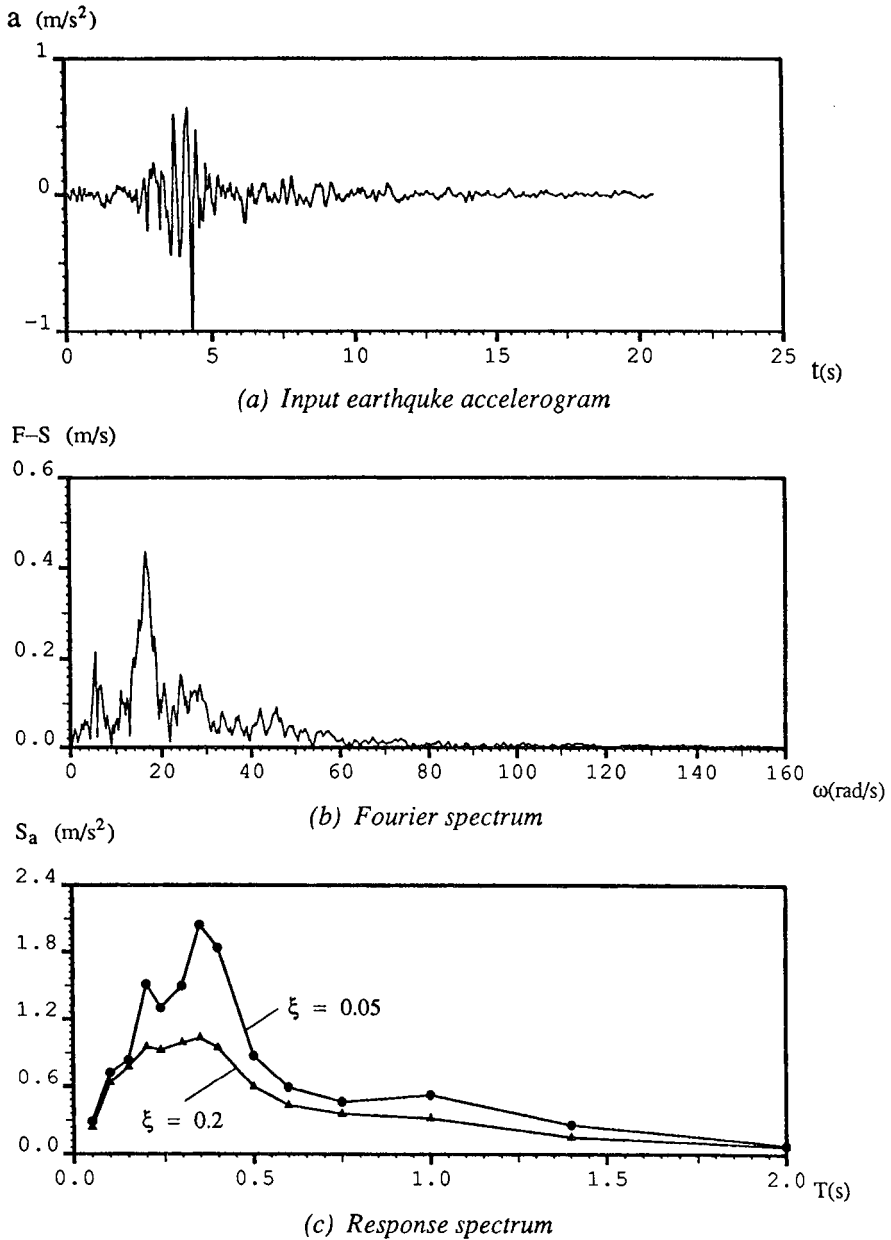 a (m/s²)
1
0
-1
0 5 10 15 20 25
t(s)
(a) Input earthquke accelerogram
F–S (m/s)
0.6
0.4
0.2
0.0
0 20 40 60 80 100 120 140 160
ω(rad/s)
(b) Fourier spectrum
Sa (m/s²)
2.4
1.8
1.2
ξ = 0.05
0.6
ξ = 0.2
0.0
0.0 0.5 1.0 1.5 2.0 T(s)
(c) Response spectrum